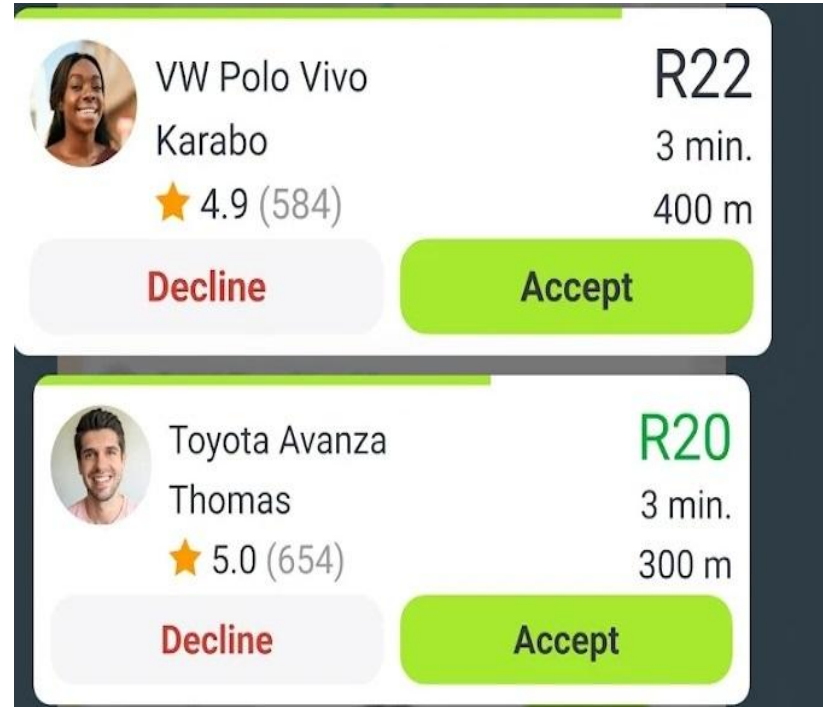 VW Polo Vivo R22
Karabo 3 min.
4.9 (584) 400 m
Decline Accept
Toyota Avanza R20
Thomas 3 min.
5.0 (654) 300 m
Decline Accept